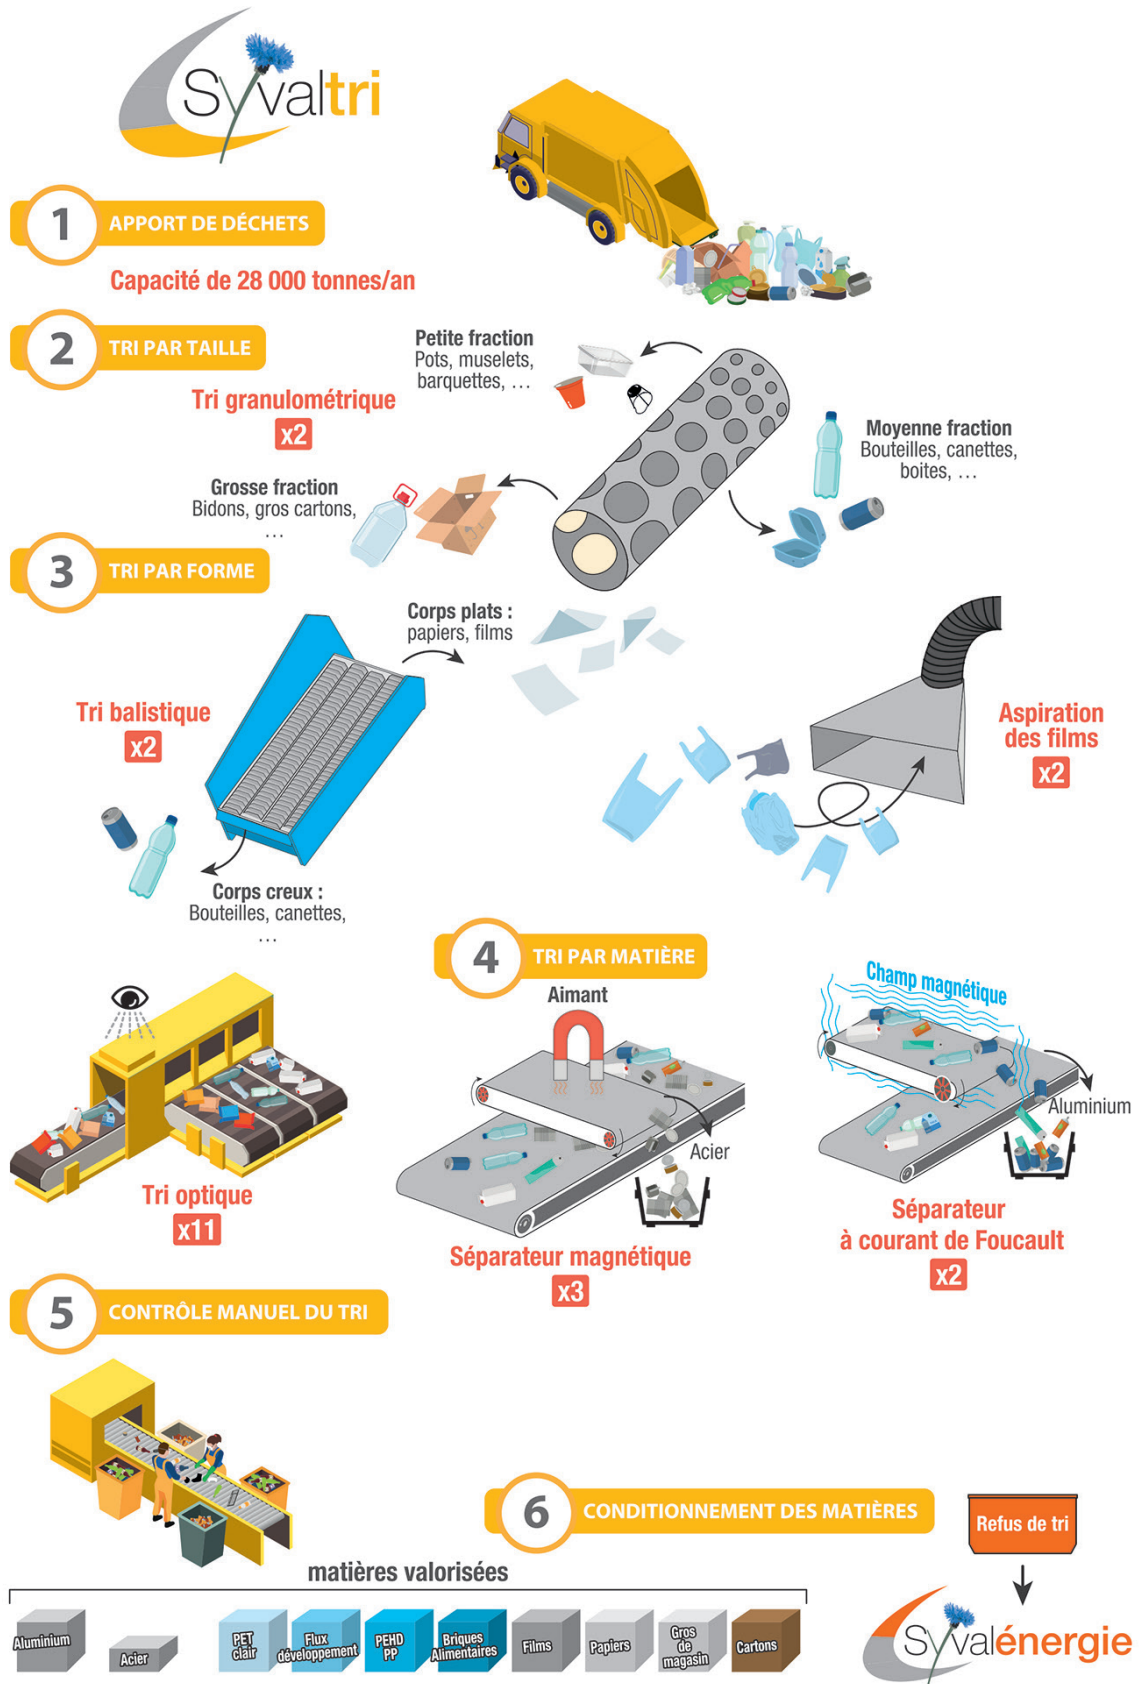 Syvaltri
1
APPORT DE DÉCHETS
Capacité de 28 000 tonnes/an
2
TRI PAR TAILLE
Tri granulométrique
x2
Petite fraction
Pots, muselets,
barquettes, ...
Moyenne fraction
Bouteilles, canettes,
boites, ...
Grosse fraction
Bidons, gros cartons,
...
3
TRI PAR FORME
Corps plats :
papiers, films
Tri balistique
x2
Aspiration
des films
x2
Corps creux :
Bouteilles, canettes,
...
4
TRI PAR MATIÈRE
Tri optique
x11
Aimant
Acier
Séparateur magnétique
x3
Champ magnétique
Aluminium
Séparateur
à courant de Foucault
x2
5
CONTRÔLE MANUEL DU TRI
6
CONDITIONNEMENT DES MATIÈRES
Refus de tri
matières valorisées
Aluminium
Acier
PET
clair
Flux
développement
PEHD
PP
Briques
Alimentaires
Films
Papiers
Gros
de
magasin
Cartons
Syvalénergie